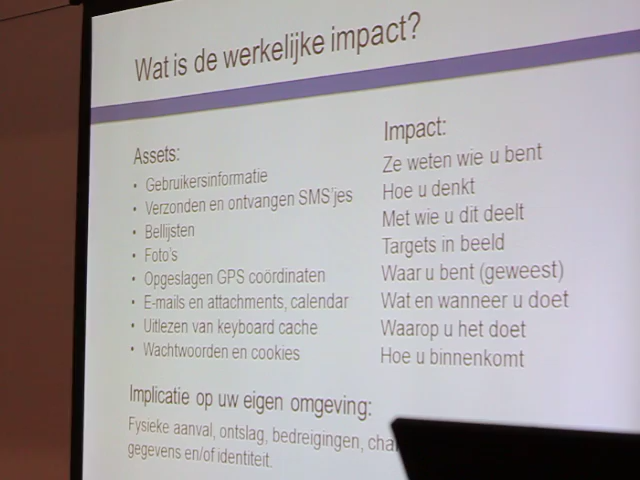 Wat is de werkelijke impact?
Assets:
• Gebruikersinformatie
• Verzonden en ontvangen SMS'jes
• Bellijsten
• Foto's
• Opgeslagen GPS coördinaten
• E-mails en attachments, calendar
• Uitlezen van keyboard cache
• Wachtwoorden en cookies
Impact:
Ze weten wie u bent
Hoe u denkt
Met wie u dit deelt
Targets in beeld
Waar u bent (geweest)
Wat en wanneer u doet
Waarop u het doet
Hoe u binnenkomt
Implicatie op uw eigen omgeving:
Fysieke aanval, ontslag, bedreigingen,
gegevens en/of identiteit.